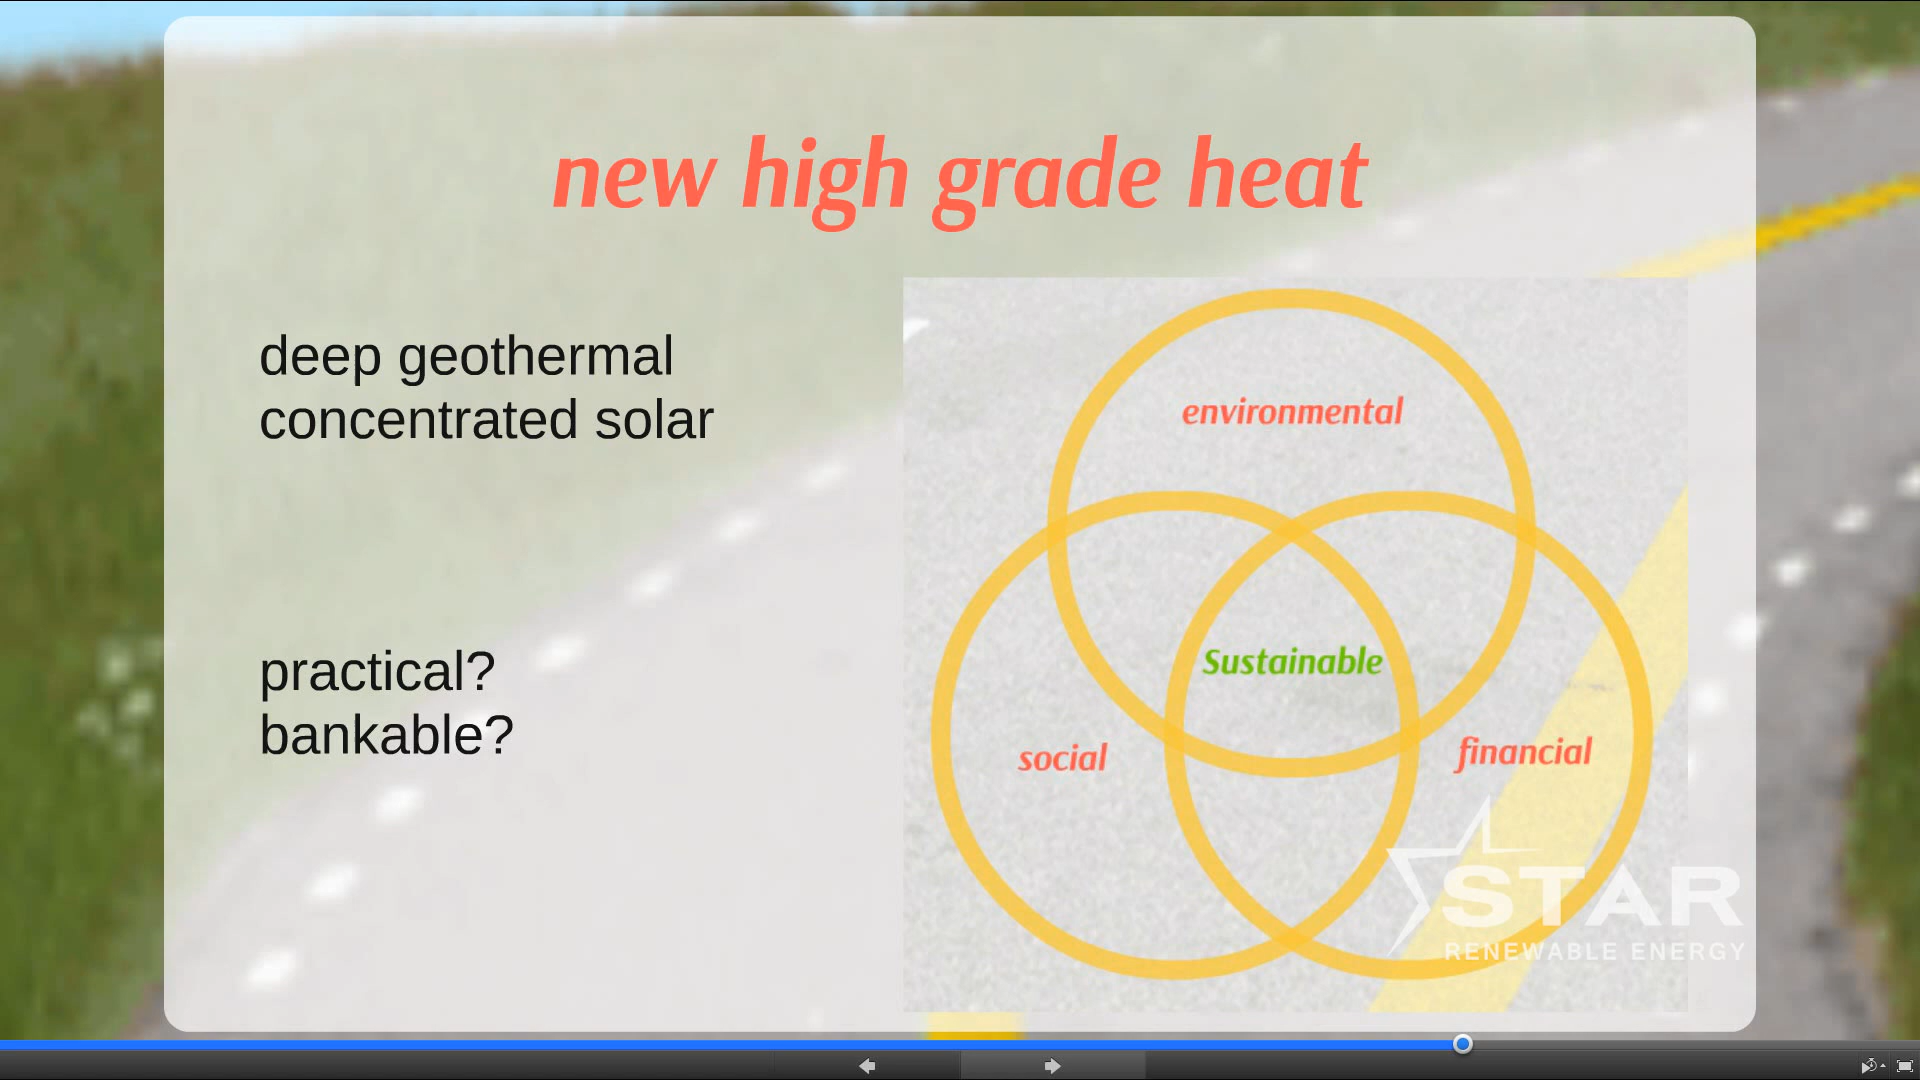 new high grade heat
deep geothermal
concentrated solar
practical?
bankable?
environmental
Sustainable
social
financial
STAR
RENEWABLE ENERGY